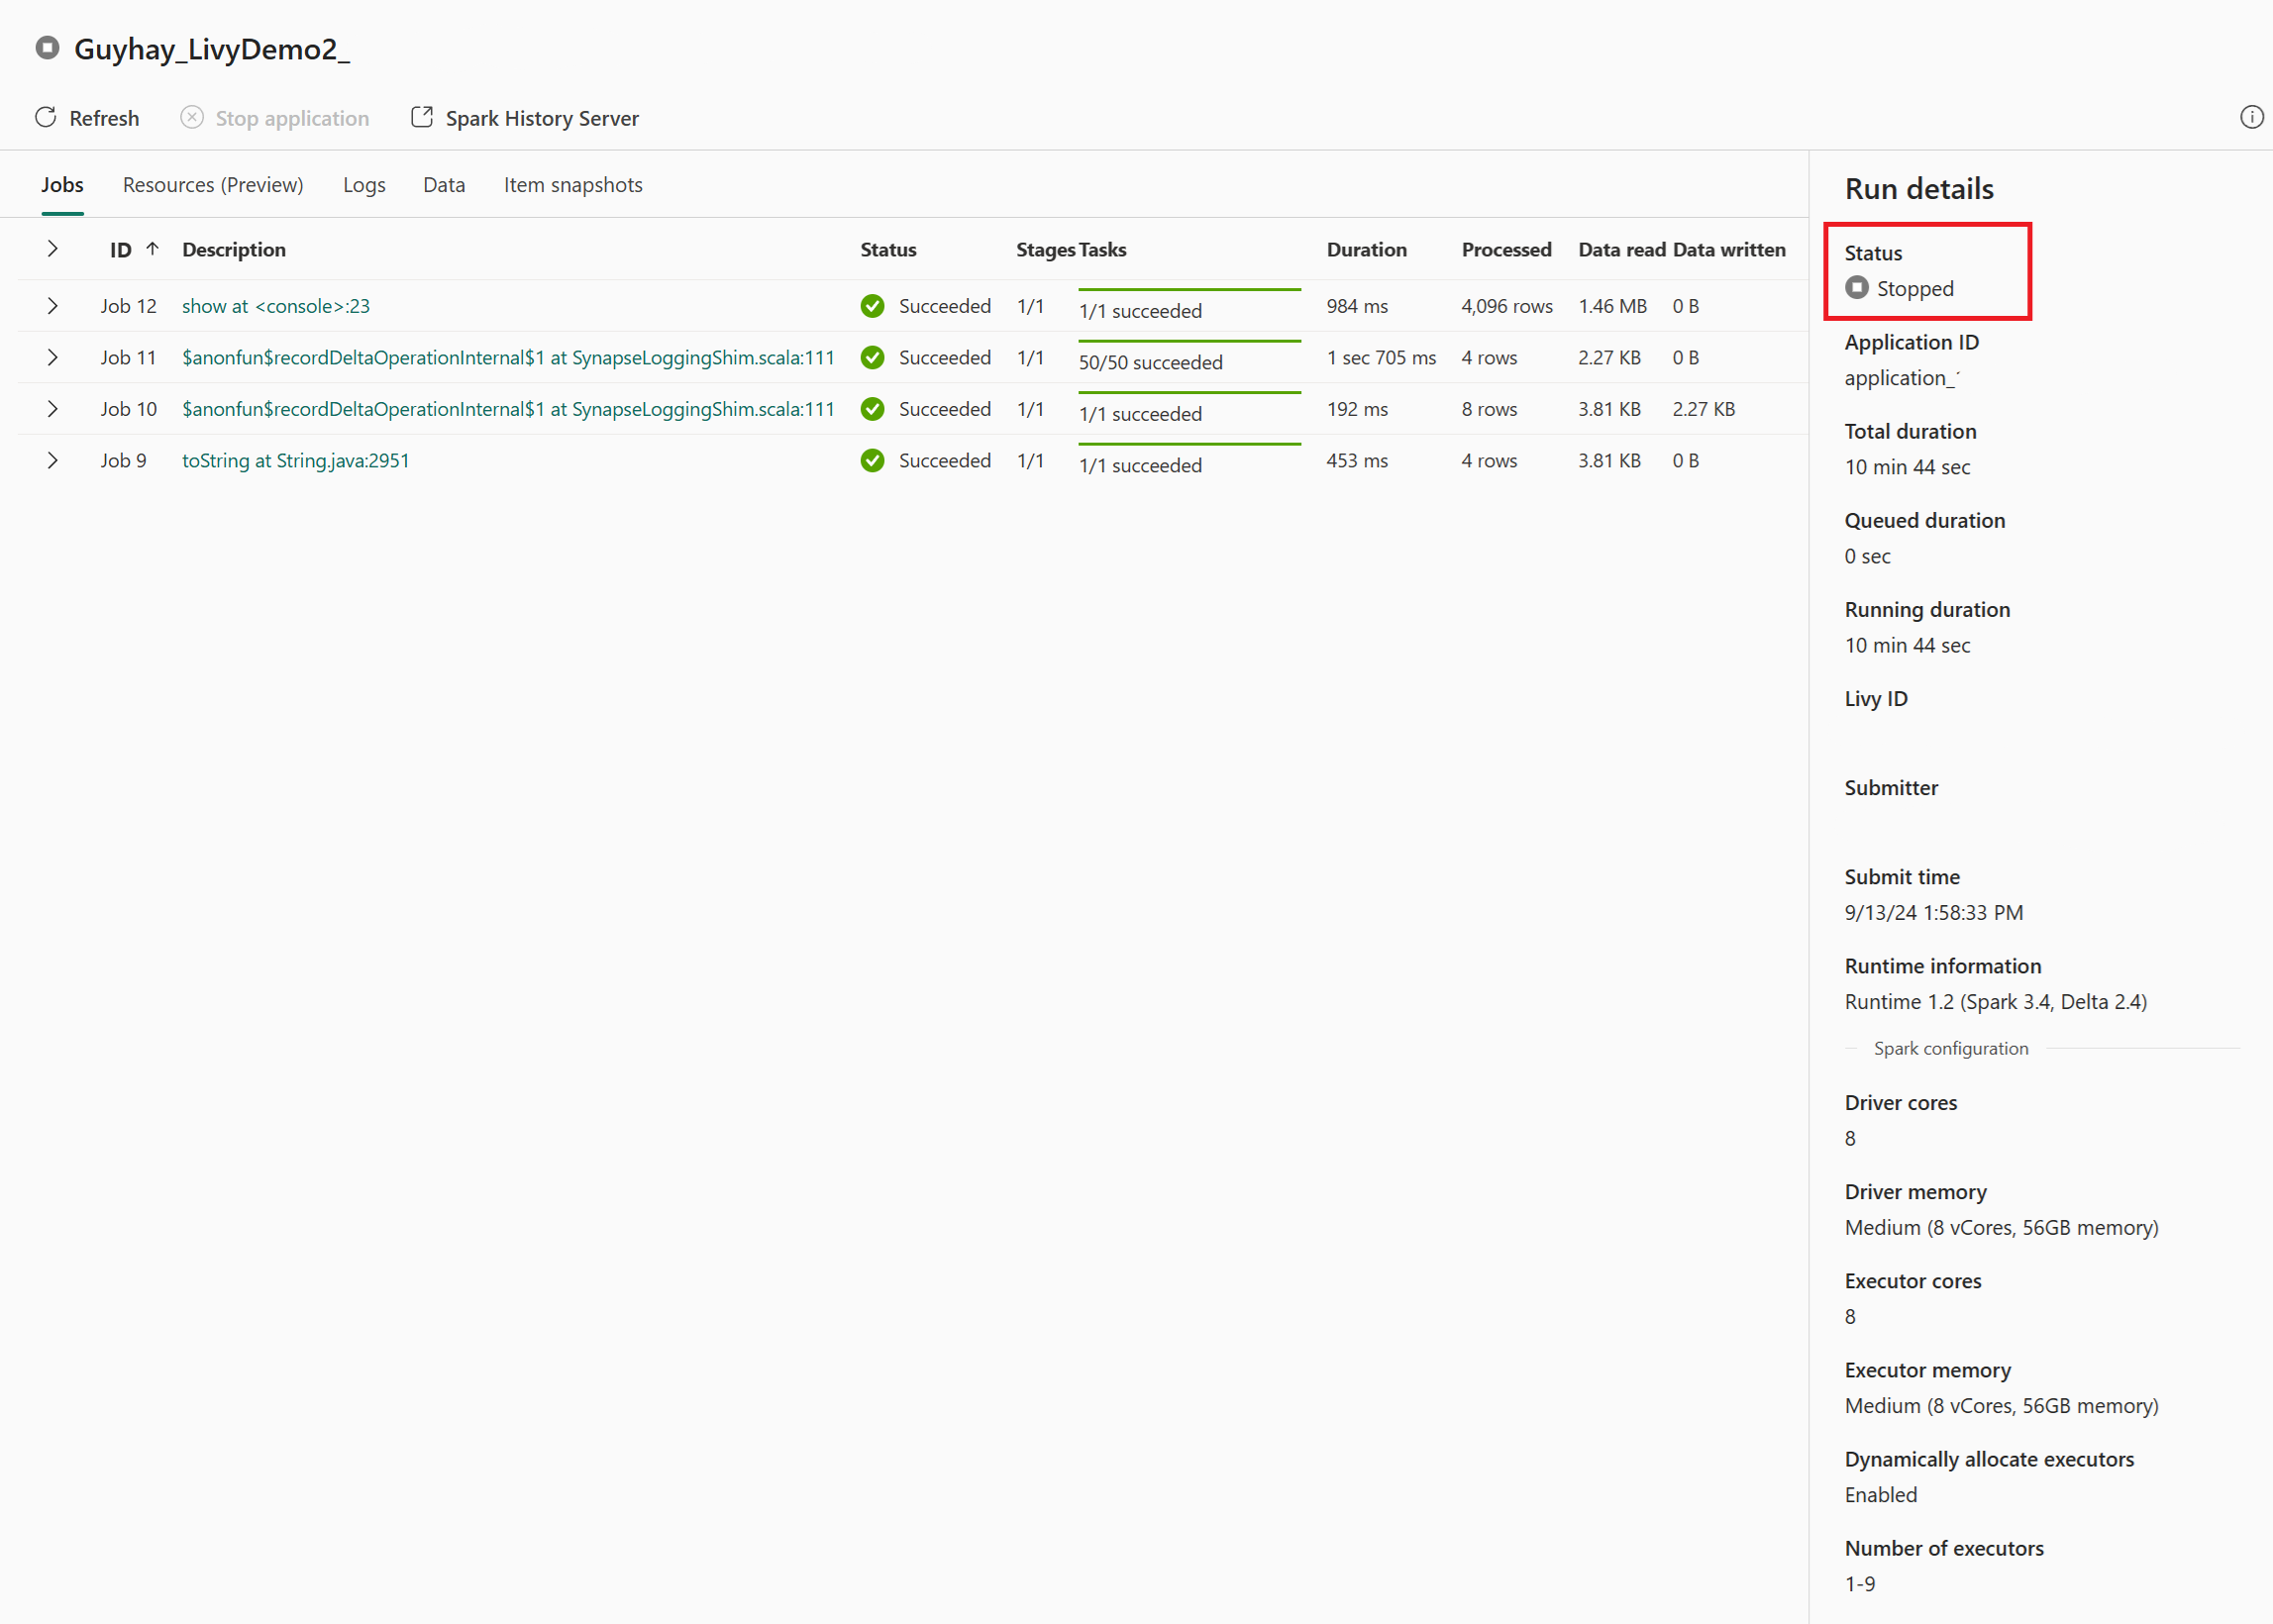 Guyhay_LivyDemo2_
Refresh Stop application Spark History Server
Jobs Resources (Preview) Logs Data Item snapshots
ID ↑ Description Status Stages Tasks Duration Processed Data read Data written
Job 12 show at <console>:23 Succeeded 1/1 1/1 succeeded 984 ms 4,096 rows 1.46 MB 0 B
Job 11 $anonfun$recordDeltaOperationInternal$1 at SynapseLoggingShim.scala:111 Succeeded 1/1 50/50 succeeded 1 sec 705 ms 4 rows 2.27 KB 0 B
Job 10 $anonfun$recordDeltaOperationInternal$1 at SynapseLoggingShim.scala:111 Succeeded 1/1 1/1 succeeded 192 ms 8 rows 3.81 KB 2.27 KB
Job 9 toString at String.java:2951 Succeeded 1/1 1/1 succeeded 453 ms 4 rows 3.81 KB 0 B
Run details
Status
Stopped
Application ID
application_
Total duration
10 min 44 sec
Queued duration
0 sec
Running duration
10 min 44 sec
Livy ID
Submitter
Submit time
9/13/24 1:58:33 PM
Runtime information
Runtime 1.2 (Spark 3.4, Delta 2.4)
Spark configuration
Driver cores
8
Driver memory
Medium (8 vCores, 56GB memory)
Executor cores
8
Executor memory
Medium (8 vCores, 56GB memory)
Dynamically allocate executors
Enabled
Number of executors
1-9